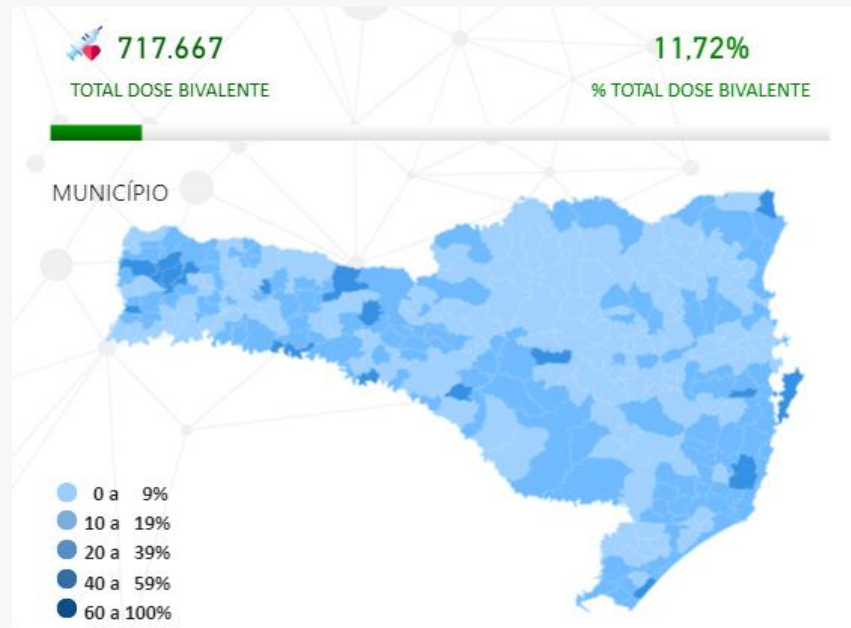 717.667
11,72%
TOTAL DOSE BIVALENTE
% TOTAL DOSE BIVALENTE
MUNICÍPIO
0 a 9%
10 a 19%
20 a 39%
40 a 59%
60 a 100%